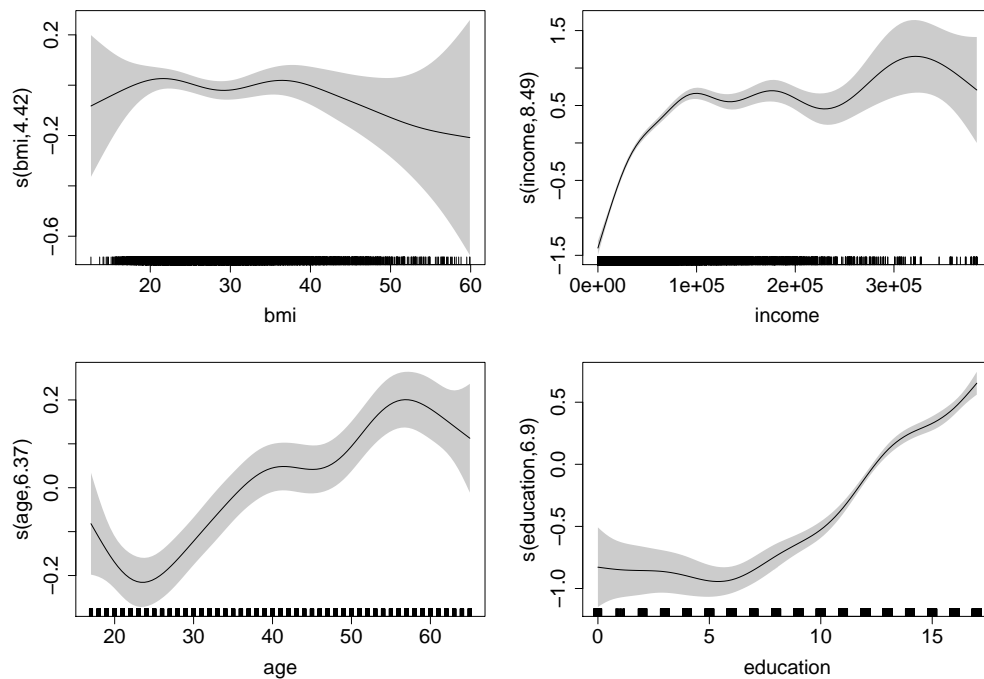 0.2
−0.2
−0.6
s(bmi,4.42)
20 30 40 50 60
bmi
1.5
0.5
−0.5
−1.5
s(income,8.49)
0e+00 1e+05 2e+05 3e+05
income
0.2
0.0
−0.2
s(age,6.37)
20 30 40 50 60
age
0.5
0.0
−0.5
−1.0
s(education,6.9)
0 5 10 15
education